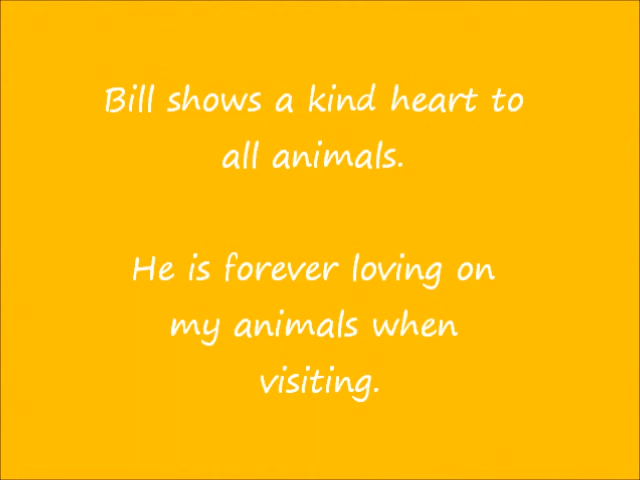 Bill shows a kind heart to
all animals.
He is forever loving on
my animals when
visiting.